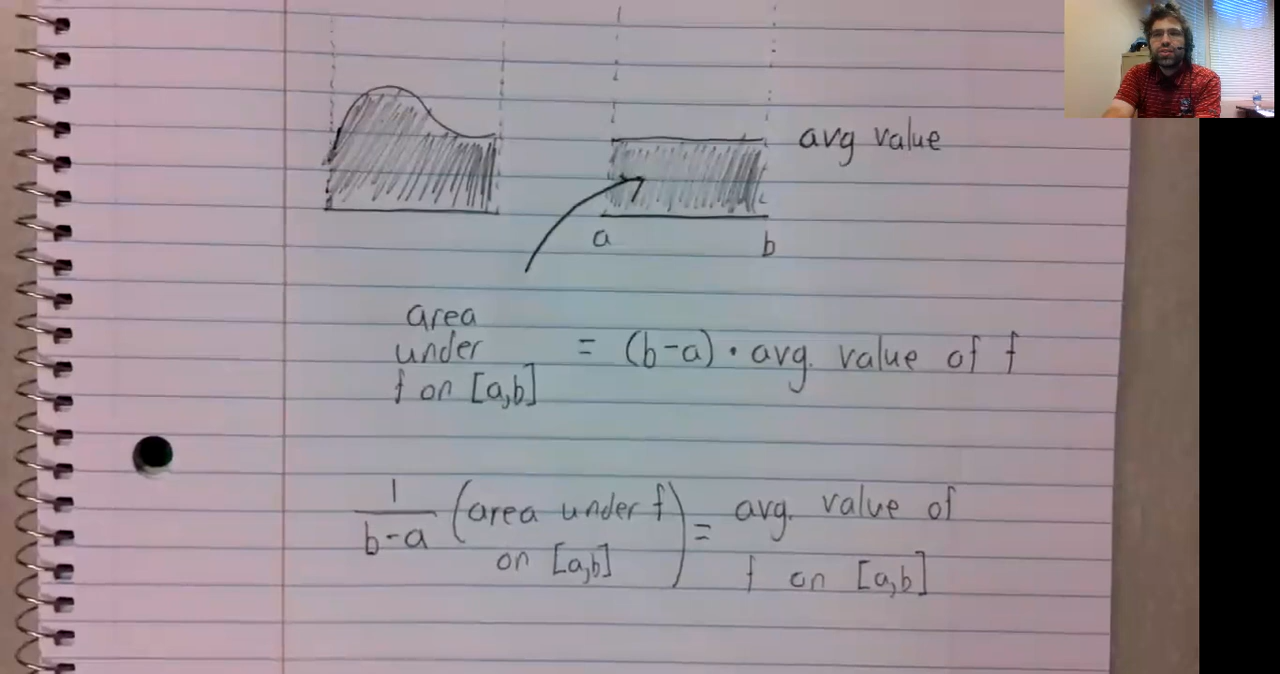 avg value
a
b
area
under
f on [a,b]
= (b-a) · avg. value of f
1
b-a
(area under f
on [a,b])
= avg. value of
f on [a,b]